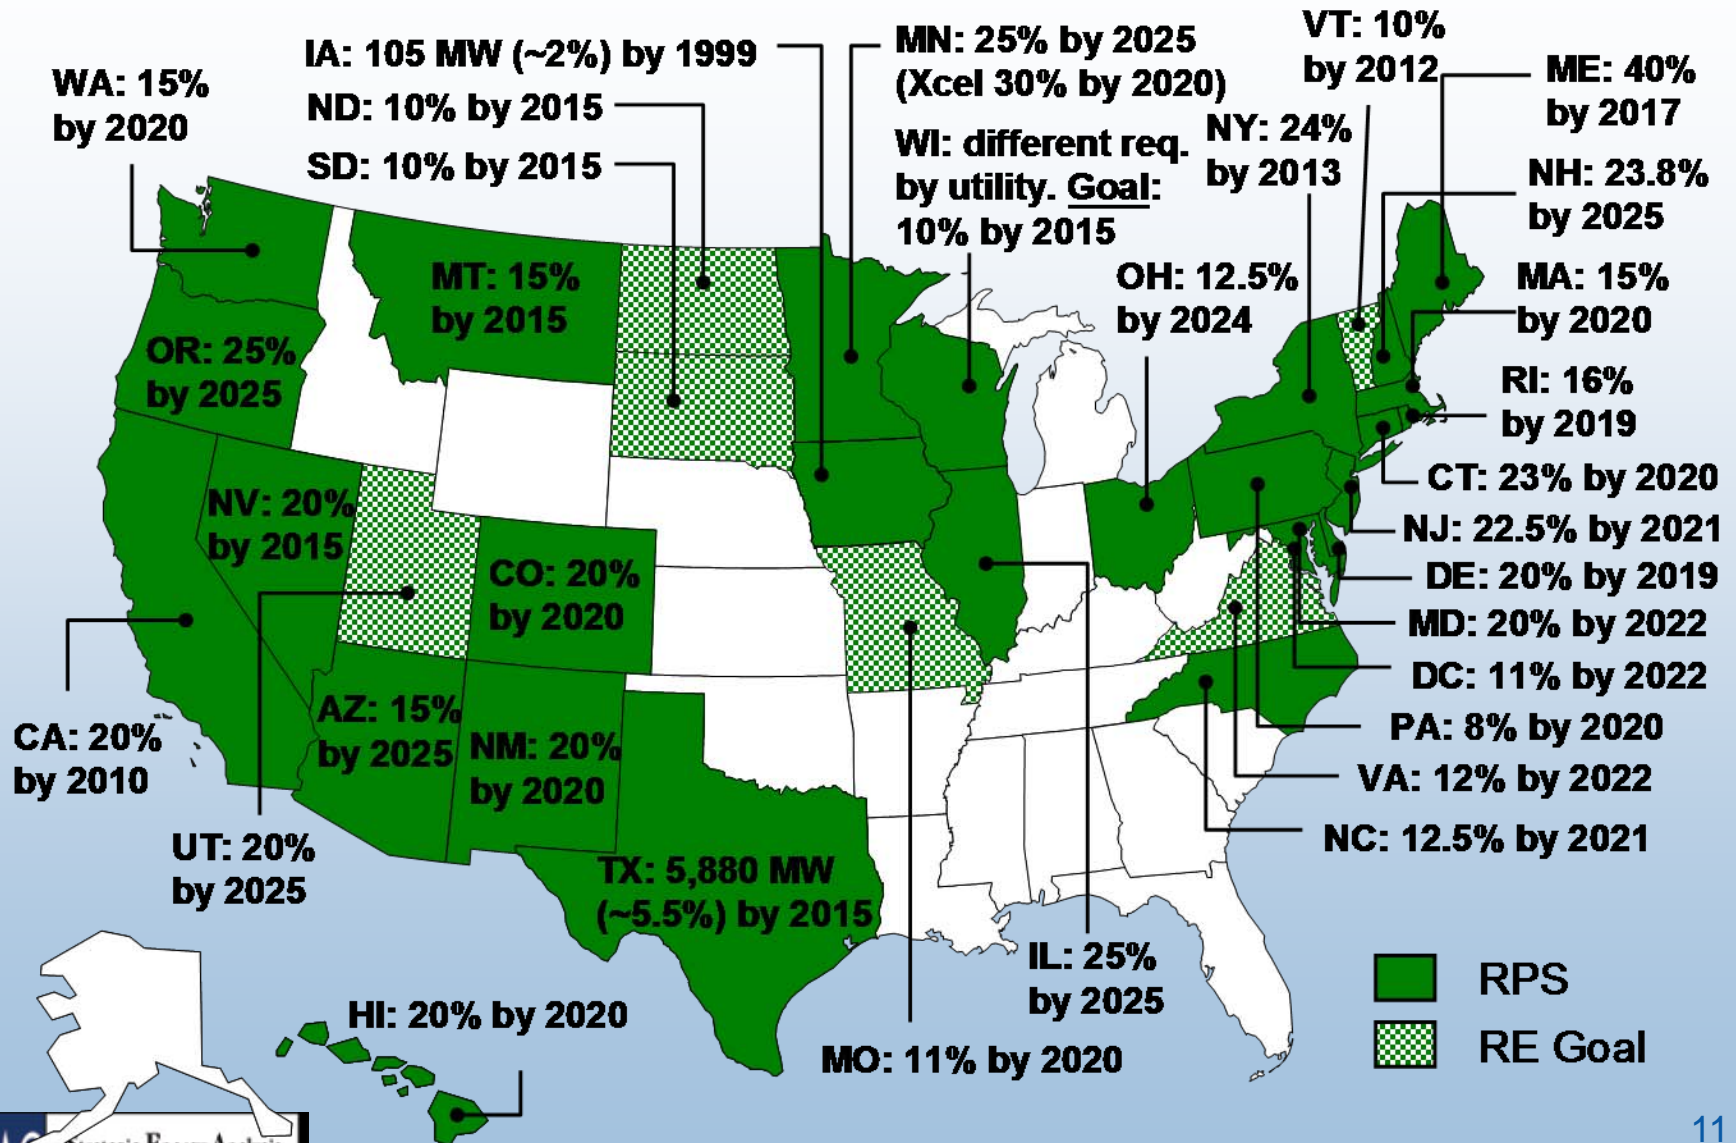 IA: 105 MW (~2%) by 1999
ND: 10% by 2015
SD: 10% by 2015
WA: 15%
by 2020
MN: 25% by 2025
(Xcel 30% by 2020)
WI: different req.
by utility. Goal:
10% by 2015
VT: 10%
by 2012
NY: 24%
by 2013
ME: 40%
by 2017
NH: 23.8%
by 2025
MA: 15%
by 2020
RI: 16%
by 2019
OH: 12.5%
by 2024
MT: 15%
by 2015
OR: 25%
by 2025
NV: 20%
by 2015
CO: 20%
by 2020
CT: 23% by 2020
NJ: 22.5% by 2021
DE: 20% by 2019
MD: 20% by 2022
DC: 11% by 2022
PA: 8% by 2020
VA: 12% by 2022
NC: 12.5% by 2021
CA: 20%
by 2010
AZ: 15%
by 2025
NM: 20%
by 2020
UT: 20%
by 2025
TX: 5,880 MW
(~5.5%) by 2015
IL: 25%
by 2025
HI: 20% by 2020
MO: 11% by 2020
RPS
RE Goal
11